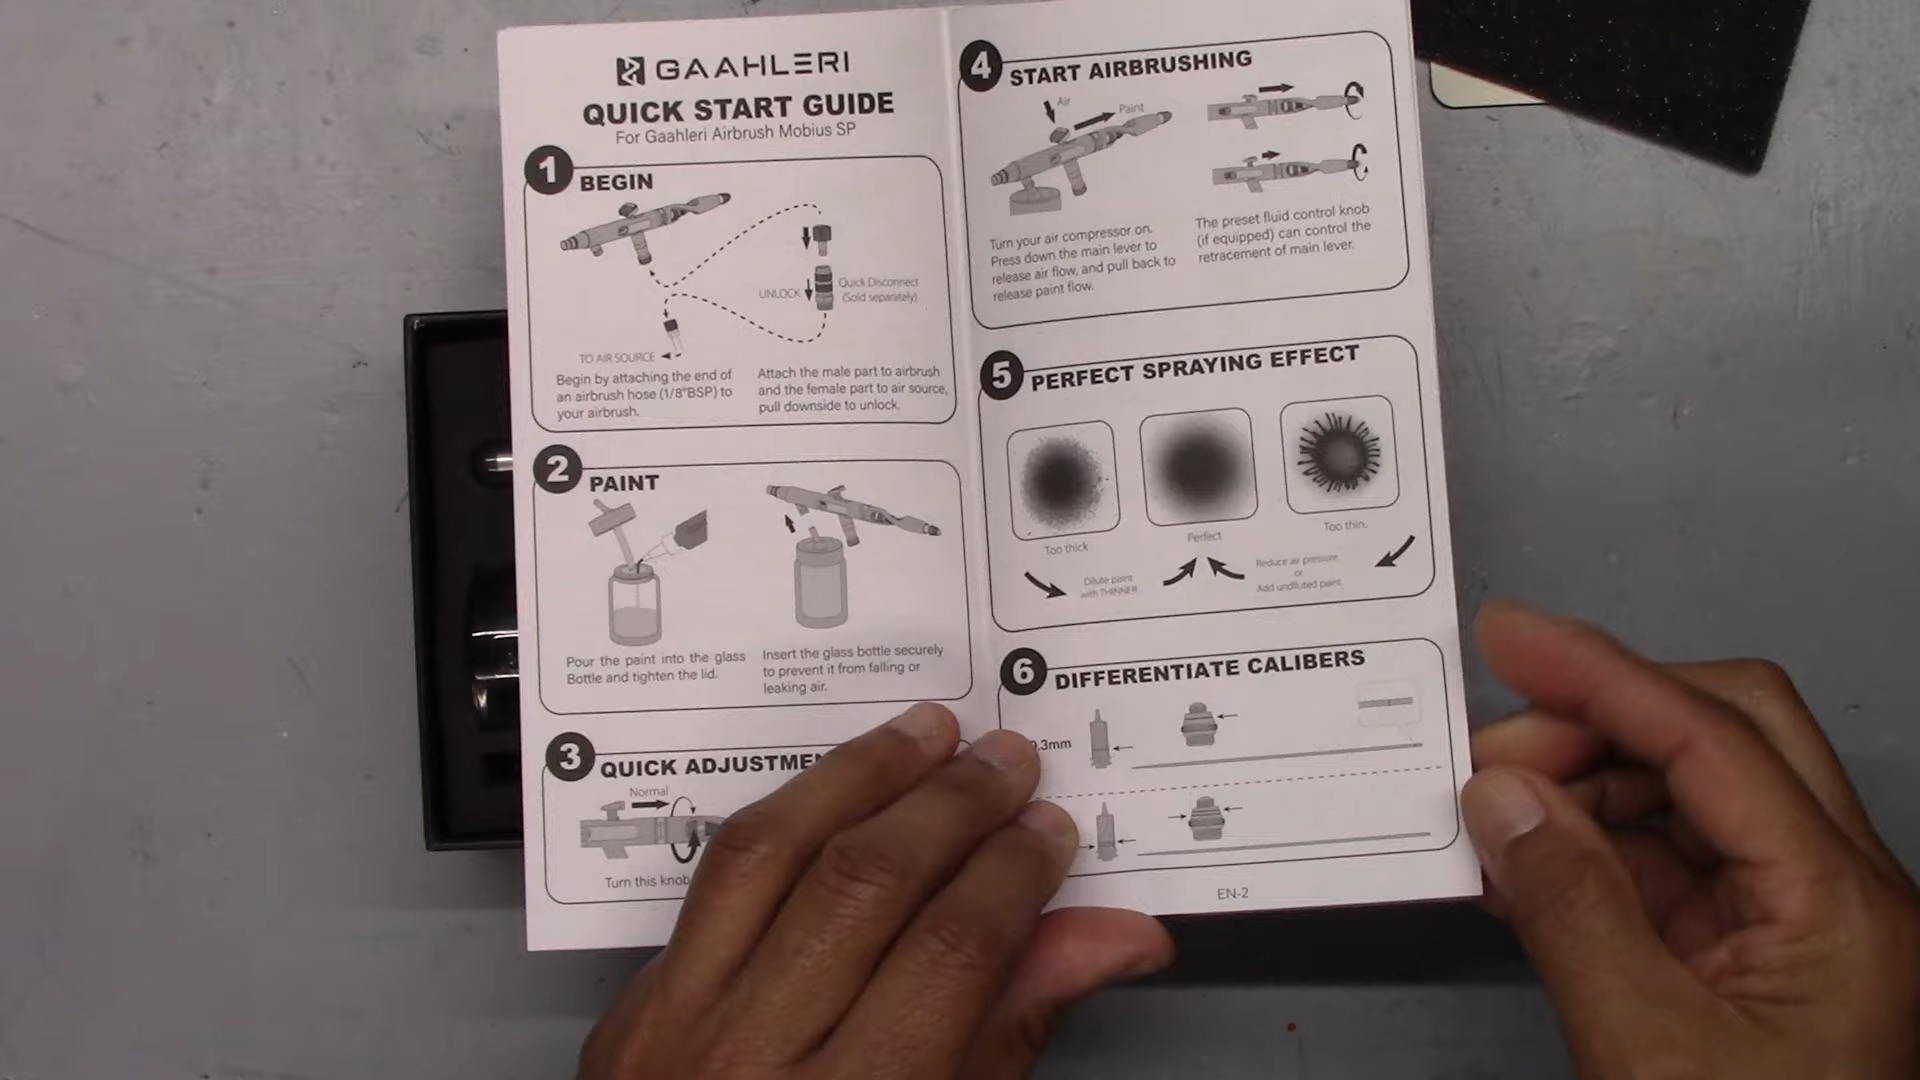 GAAHLERI
QUICK START GUIDE
For Gaahleri Airbrush Mobius SP
1
BEGIN
UNLOCK
Quick Disconnect
(Sold separately)
TO AIR SOURCE
Begin by attaching the end of
an airbrush hose (1/8"BSP) to
your airbrush.
Attach the male part to airbrush
and the female part to air source,
pull downside to unlock.
2
PAINT
Pour the paint into the glass
Bottle and tighten the lid.
Insert the glass bottle securely
to prevent it from falling or
leaking air.
3
QUICK ADJUSTME
Normal
Turn this knob
4
START AIRBRUSHING
Air
Paint
Turn your air compressor on.
Press down the main lever to
release air flow, and pull back to
release paint flow.
The preset fluid control knob
(if equipped) can control the
retracement of main lever.
5
PERFECT SPRAYING EFFECT
Too thick
Perfect
Too thin.
Dilute paint
with THINNER
Reduce air pressure
or
Add undiluted paint.
6
DIFFERENTIATE CALIBERS
.3mm
EN-2